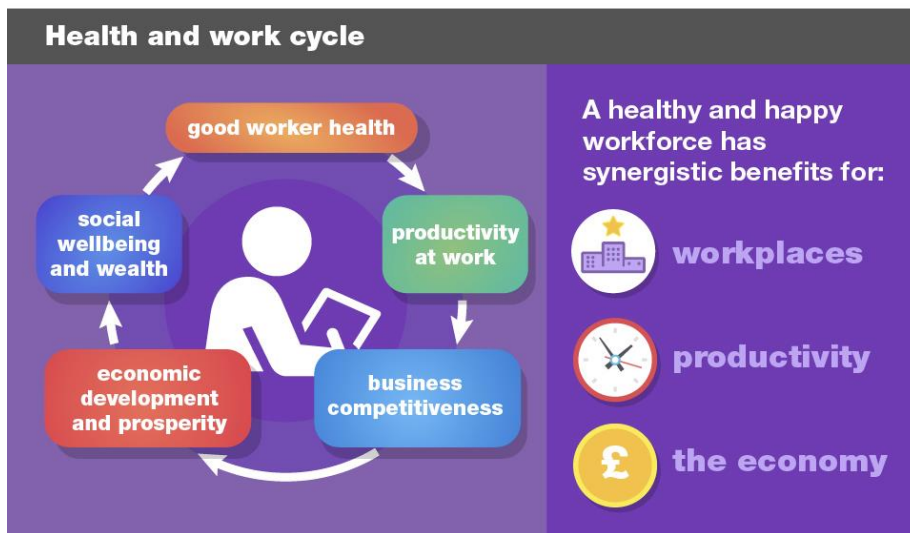 Health and work cycle
good worker health
productivity
at work
business
competitiveness
economic
development
and prosperity
social
wellbeing
and wealth
A healthy and happy
workforce has
synergistic benefits for:
workplaces
productivity
£
the economy